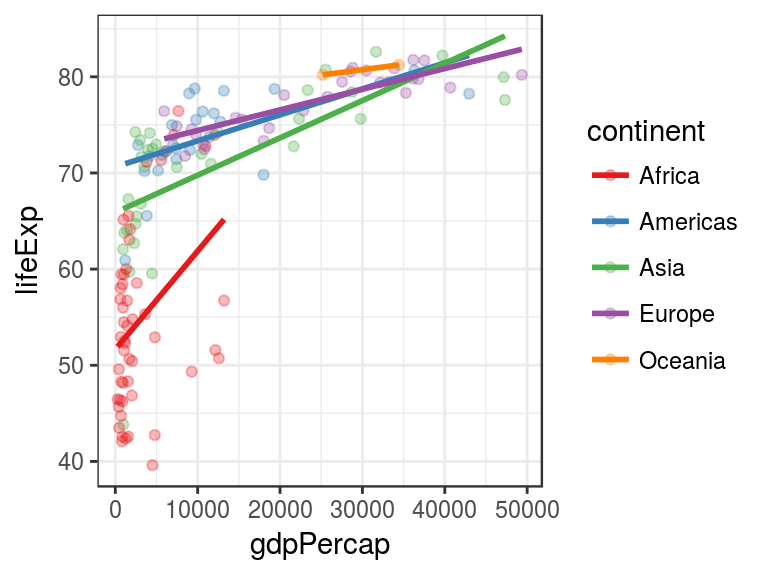 80
70
60
50
40
lifeExp
0 10000 20000 30000 40000 50000
gdpPercap
continent
Africa
Americas
Asia
Europe
Oceania